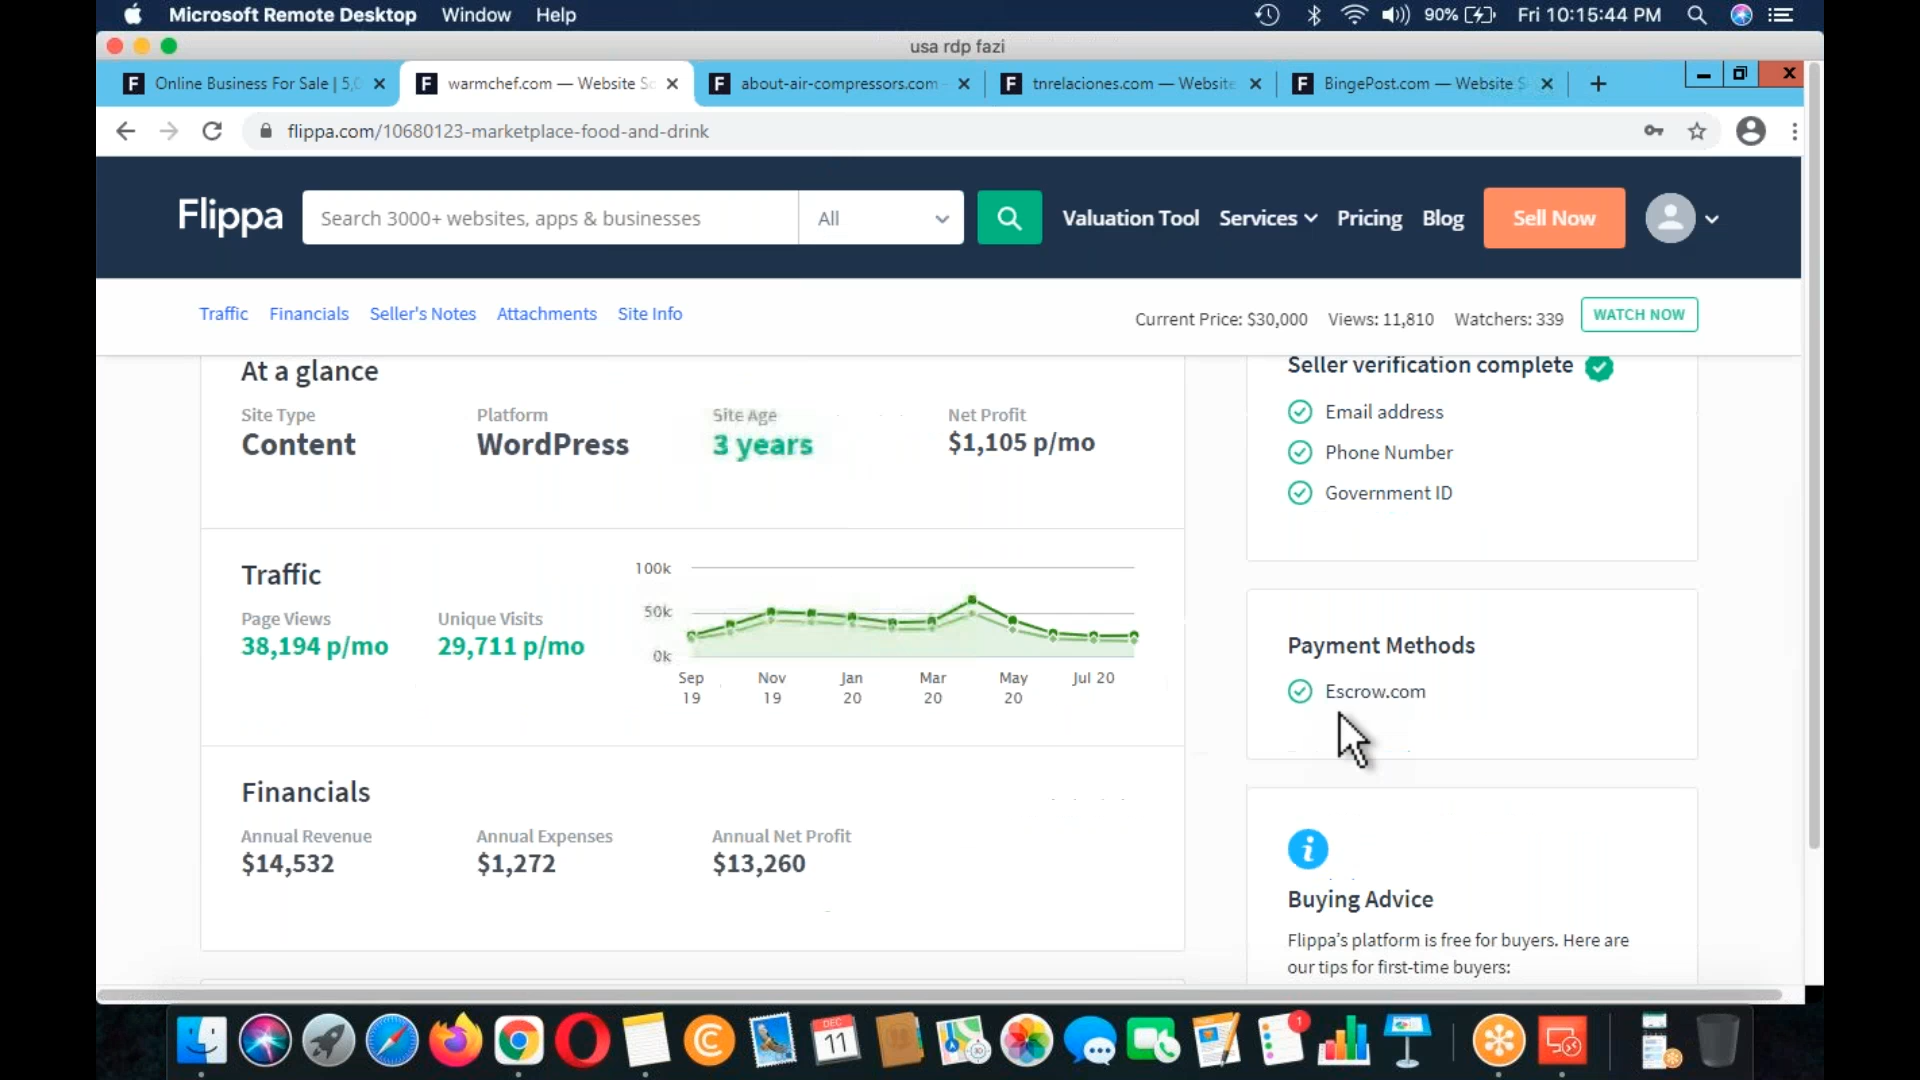 Microsoft Remote Desktop Window Help 90% Fri 10:15:44 PM
usa rdp fazi
Online Business For Sale | 5,0 warmchef.com — Website So about-air-compressors.com - tnrelaciones.com — Website BingePost.com — Website S
flippa.com/10680123-marketplace-food-and-drink
Flippa Search 3000+ websites, apps & businesses All Valuation Tool Services Pricing Blog Sell Now
Traffic Financials Seller's Notes Attachments Site Info Current Price: $30,000 Views: 11,810 Watchers: 339 WATCH NOW
At a glance
Site Type Platform Site Age Net Profit
Content WordPress 3 years $1,105 p/mo
Traffic
Page Views Unique Visits
38,194 p/mo 29,711 p/mo
100k
50k
0k
Sep 19 Nov 19 Jan 20 Mar 20 May 20 Jul 20
Financials
Annual Revenue Annual Expenses Annual Net Profit
$14,532 $1,272 $13,260
Seller verification complete
Email address
Phone Number
Government ID
Payment Methods
Escrow.com
Buying Advice
Flippa's platform is free for buyers. Here are
our tips for first-time buyers:
DEC
11
1